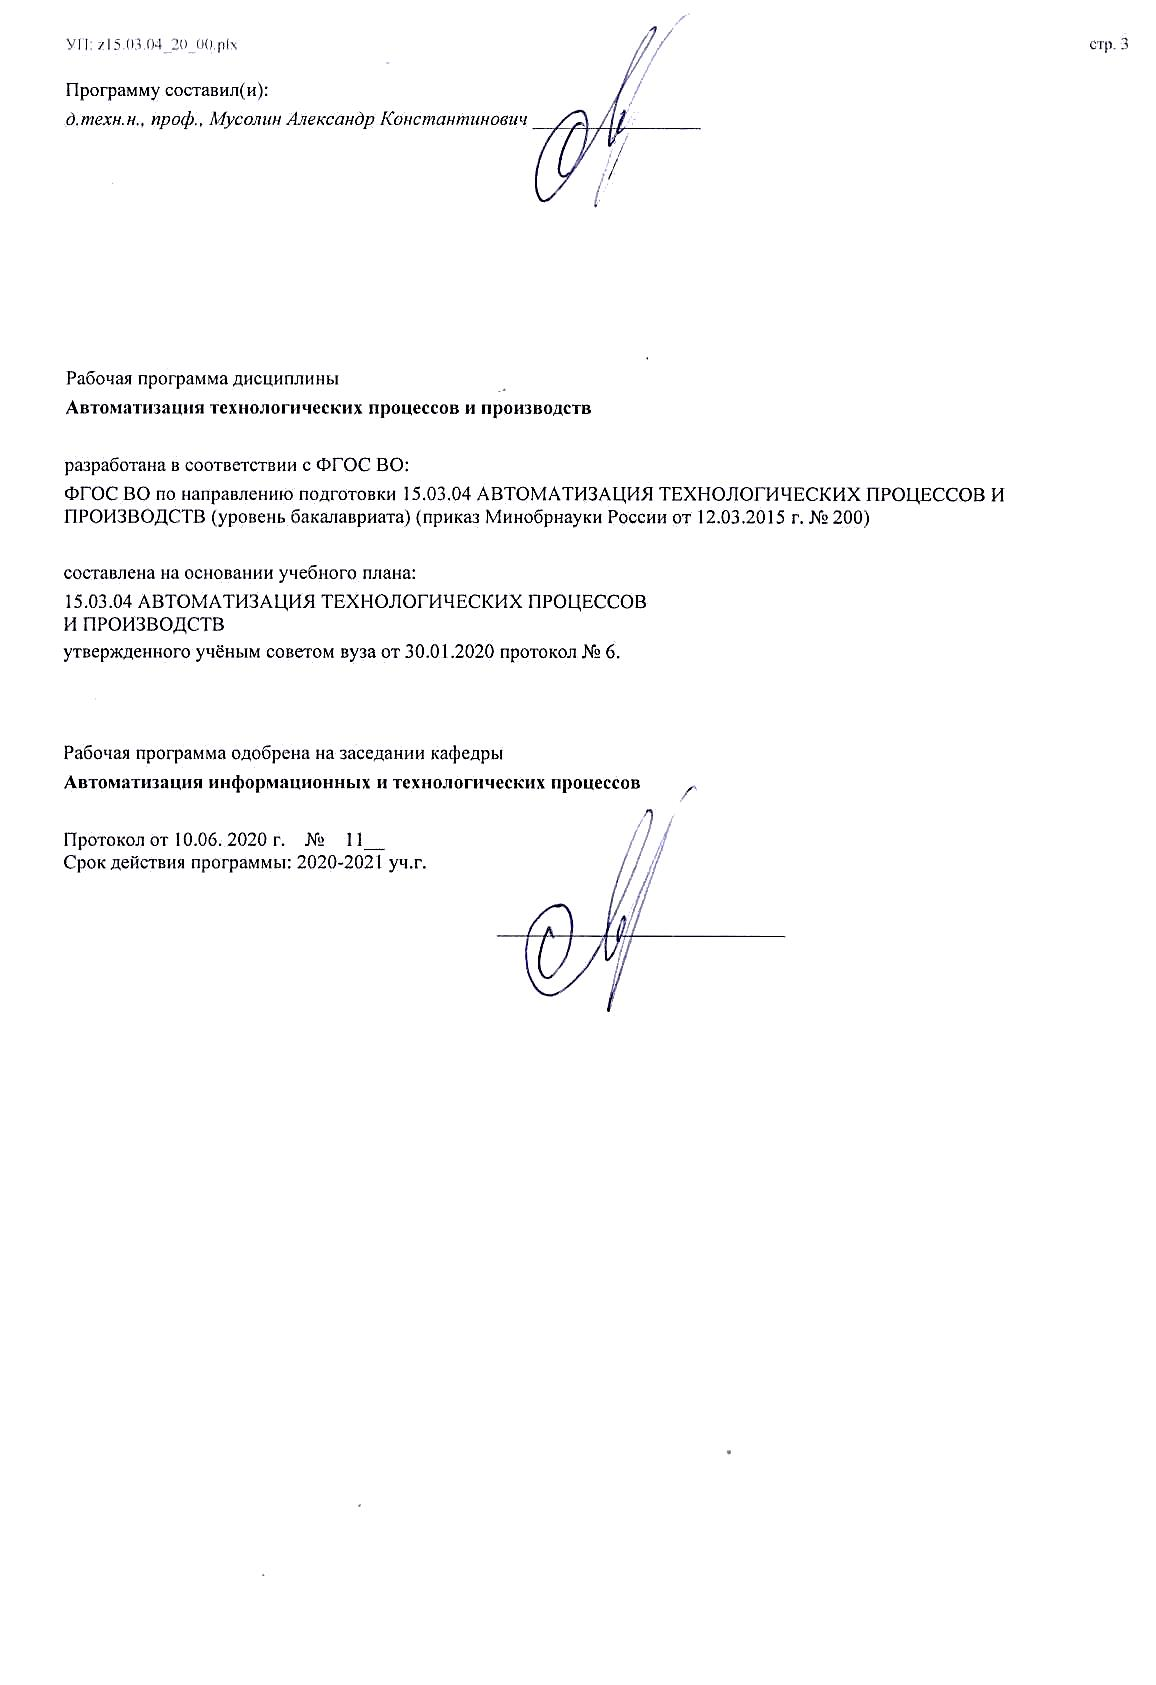 УП: z15.03.04_20_00.plx
стр. 3
Программу составил(и):
д.техн.н., проф., Мусолин Александр Константинович
Рабочая программа дисциплины
Автоматизация технологических процессов и производств
разработана в соответствии с ФГОС ВО:
ФГОС ВО по направлению подготовки 15.03.04 АВТОМАТИЗАЦИЯ ТЕХНОЛОГИЧЕСКИХ ПРОЦЕССОВ И
ПРОИЗВОДСТВ (уровень бакалавриата) (приказ Минобрнауки России от 12.03.2015 г. № 200)
составлена на основании учебного плана:
15.03.04 АВТОМАТИЗАЦИЯ ТЕХНОЛОГИЧЕСКИХ ПРОЦЕССОВ
И ПРОИЗВОДСТВ
утвержденного учёным советом вуза от 30.01.2020 протокол № 6.
Рабочая программа одобрена на заседании кафедры
Автоматизация информационных и технологических процессов
Протокол от 10.06. 2020 г. № 11__
Срок действия программы: 2020-2021 уч.г.